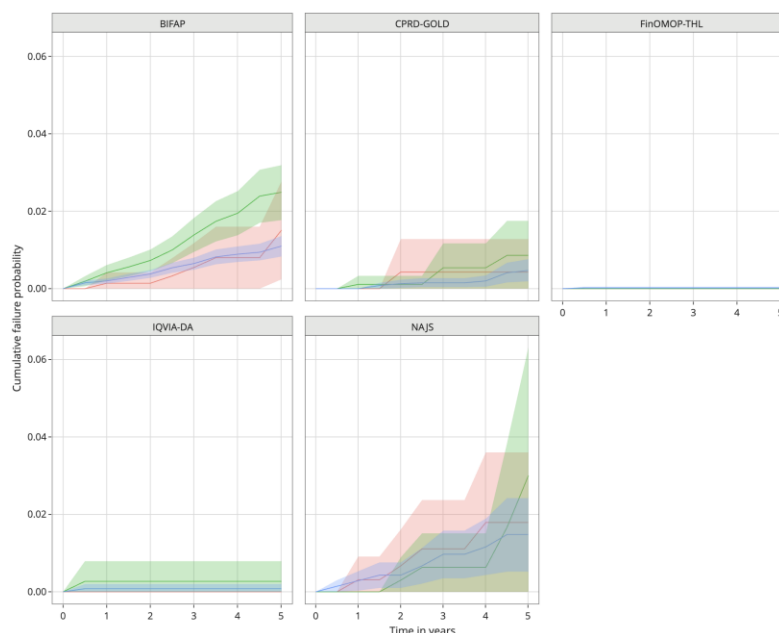 BIFAP CPRD-GOLD FinOMOP-THL
0.06
0.04
0.02
0.00
0 1 2 3 4 5
IQVIA-DA NAJS
0.06
0.04
0.02
0.00
0 1 2 3 4 5 0 1 2 3 4 5
Cumulative failure probability
Time in years